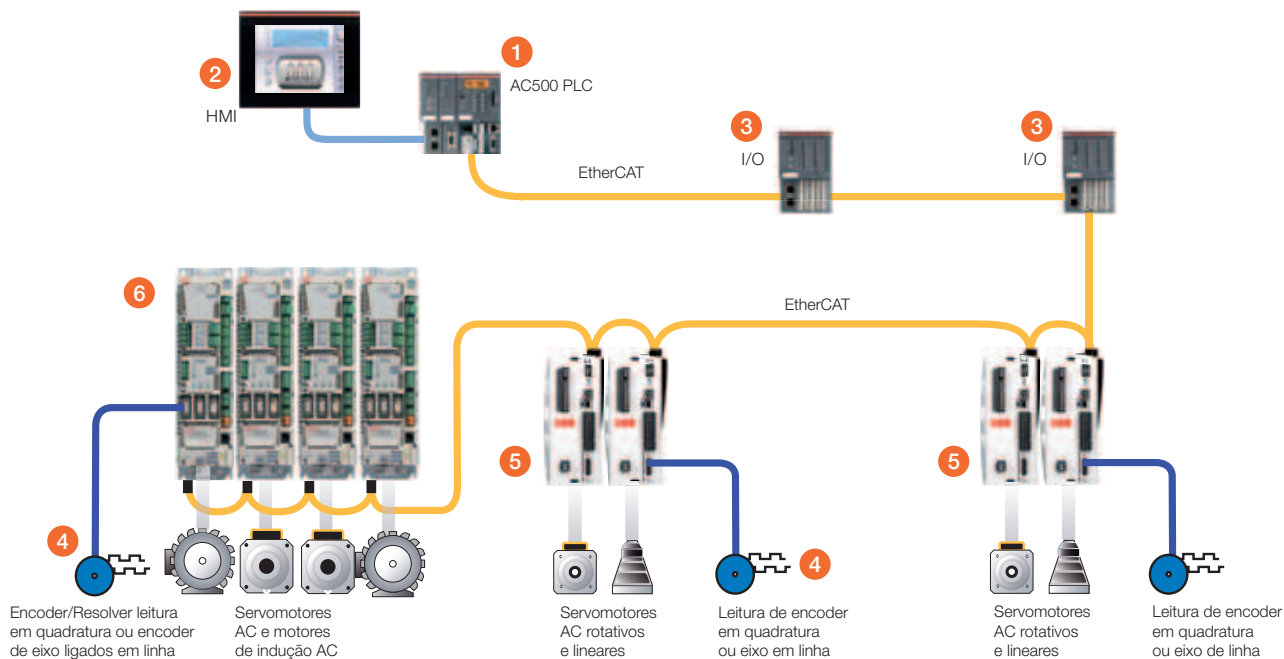 1
AC500 PLC
2
HMI
3
I/O
3
I/O
EtherCAT
6
EtherCAT
5
5
4
4
Encoder/Resolver leitura
em quadratura ou encoder
de eixo ligados em linha
Servomotores
AC e motores
de indução AC
Servomotores
AC rotativos
e lineares
Leitura de encoder
em quadratura
ou eixo em linha
Servomotores
AC rotativos
e lineares
Leitura de encoder
em quadratura
ou eixo de linha